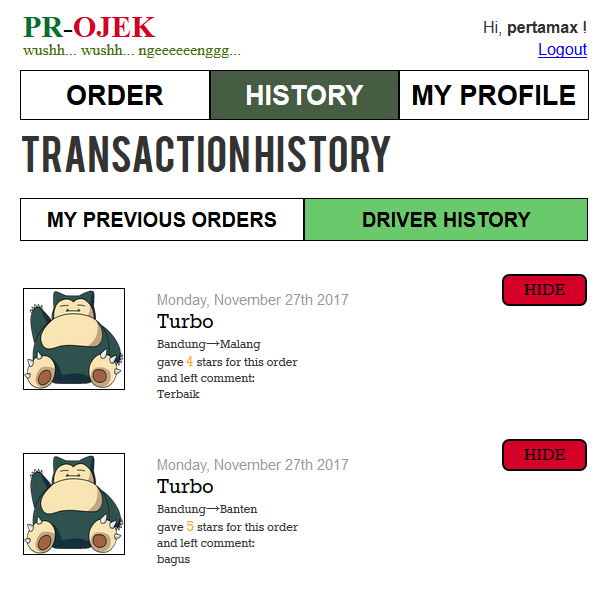 PR-OJEK
wushh... wushh... ngeeeeeenggg...
Hi, pertamax !
Logout
ORDER
HISTORY
MY PROFILE
TRANSACTION HISTORY
MY PREVIOUS ORDERS
DRIVER HISTORY
HIDE
Monday, November 27th 2017
Turbo
Bandung→Malang
gave 4 stars for this order
and left comment:
Terbaik
HIDE
Monday, November 27th 2017
Turbo
Bandung→Banten
gave 5 stars for this order
and left comment:
bagus